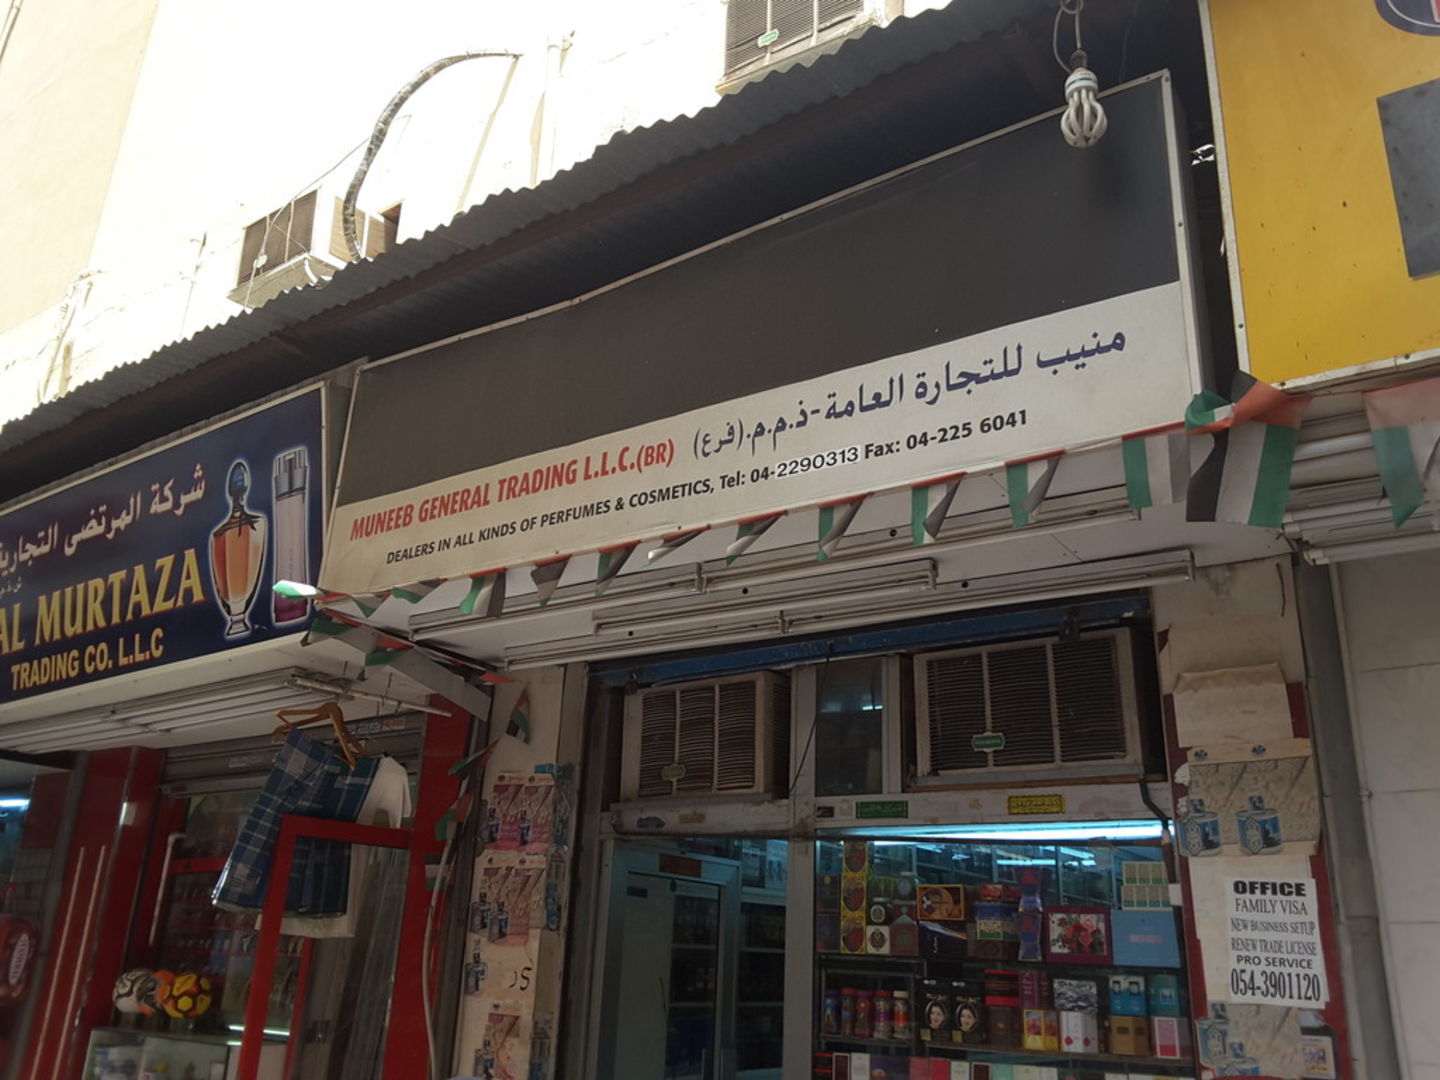 شركة المرتضى التجارية
AL MURTAZA
TRADING CO. L.L.C
منيب للتجارة العامة-ذ.م.م.(فرع)
MUNEEB GENERAL TRADING L.L.C.(BR)
DEALERS IN ALL KINDS OF PERFUMES & COSMETICS, Tel: 04-2290313 Fax: 04-225 6041
OFFICE
FAMILY VISA
NEW BUSINESS SETUP
RENEW TRADE LICENSE
PRO SERVICE
054-3901120